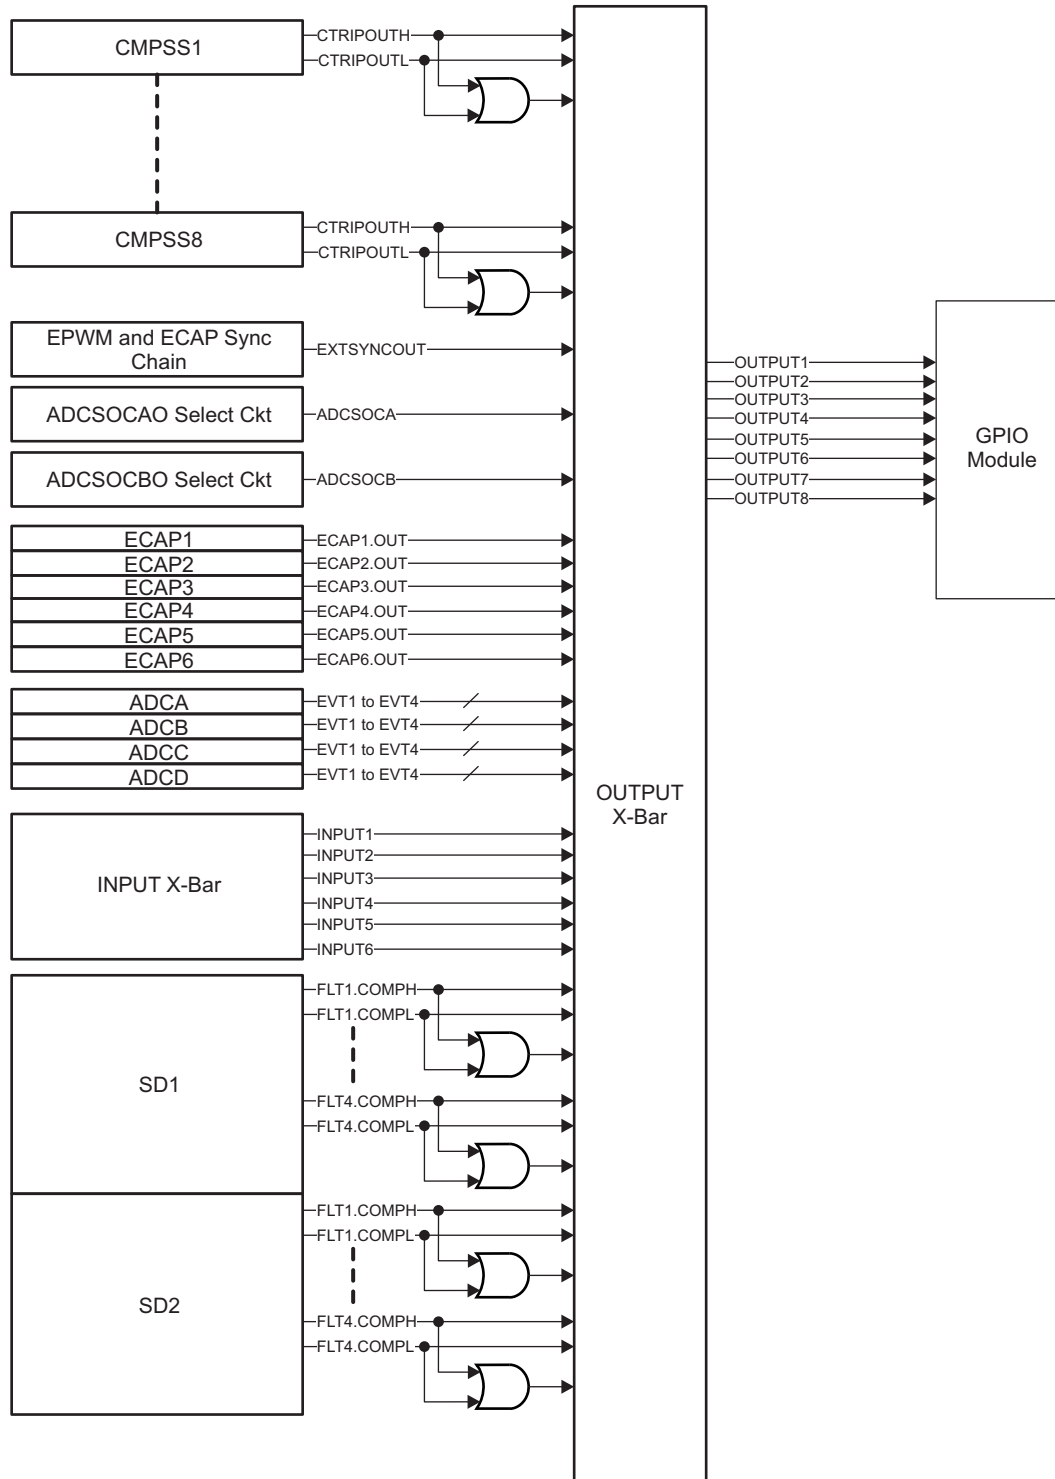 CMPSS1
CTRIPOUTH
CTRIPOUTL
CMPSS8
CTRIPOUTH
CTRIPOUTL
EPWM and ECAP Sync
Chain
EXTSYNCOUT
ADCSOCAO Select Ckt
ADCSOCA
ADCSOCBO Select Ckt
ADCSOCB
ECAP1
ECAP1.OUT
ECAP2
ECAP2.OUT
ECAP3
ECAP3.OUT
ECAP4
ECAP4.OUT
ECAP5
ECAP5.OUT
ECAP6
ECAP6.OUT
ADCA
EVT1 to EVT4
ADCB
EVT1 to EVT4
ADCC
EVT1 to EVT4
ADCD
EVT1 to EVT4
INPUT X-Bar
INPUT1
INPUT2
INPUT3
INPUT4
INPUT5
INPUT6
SD1
FLT1.COMPH
FLT1.COMPL
FLT4.COMPH
FLT4.COMPL
SD2
FLT1.COMPH
FLT1.COMPL
FLT4.COMPH
FLT4.COMPL
OUTPUT
X-Bar
OUTPUT1
OUTPUT2
OUTPUT3
OUTPUT4
OUTPUT5
OUTPUT6
OUTPUT7
OUTPUT8
GPIO
Module